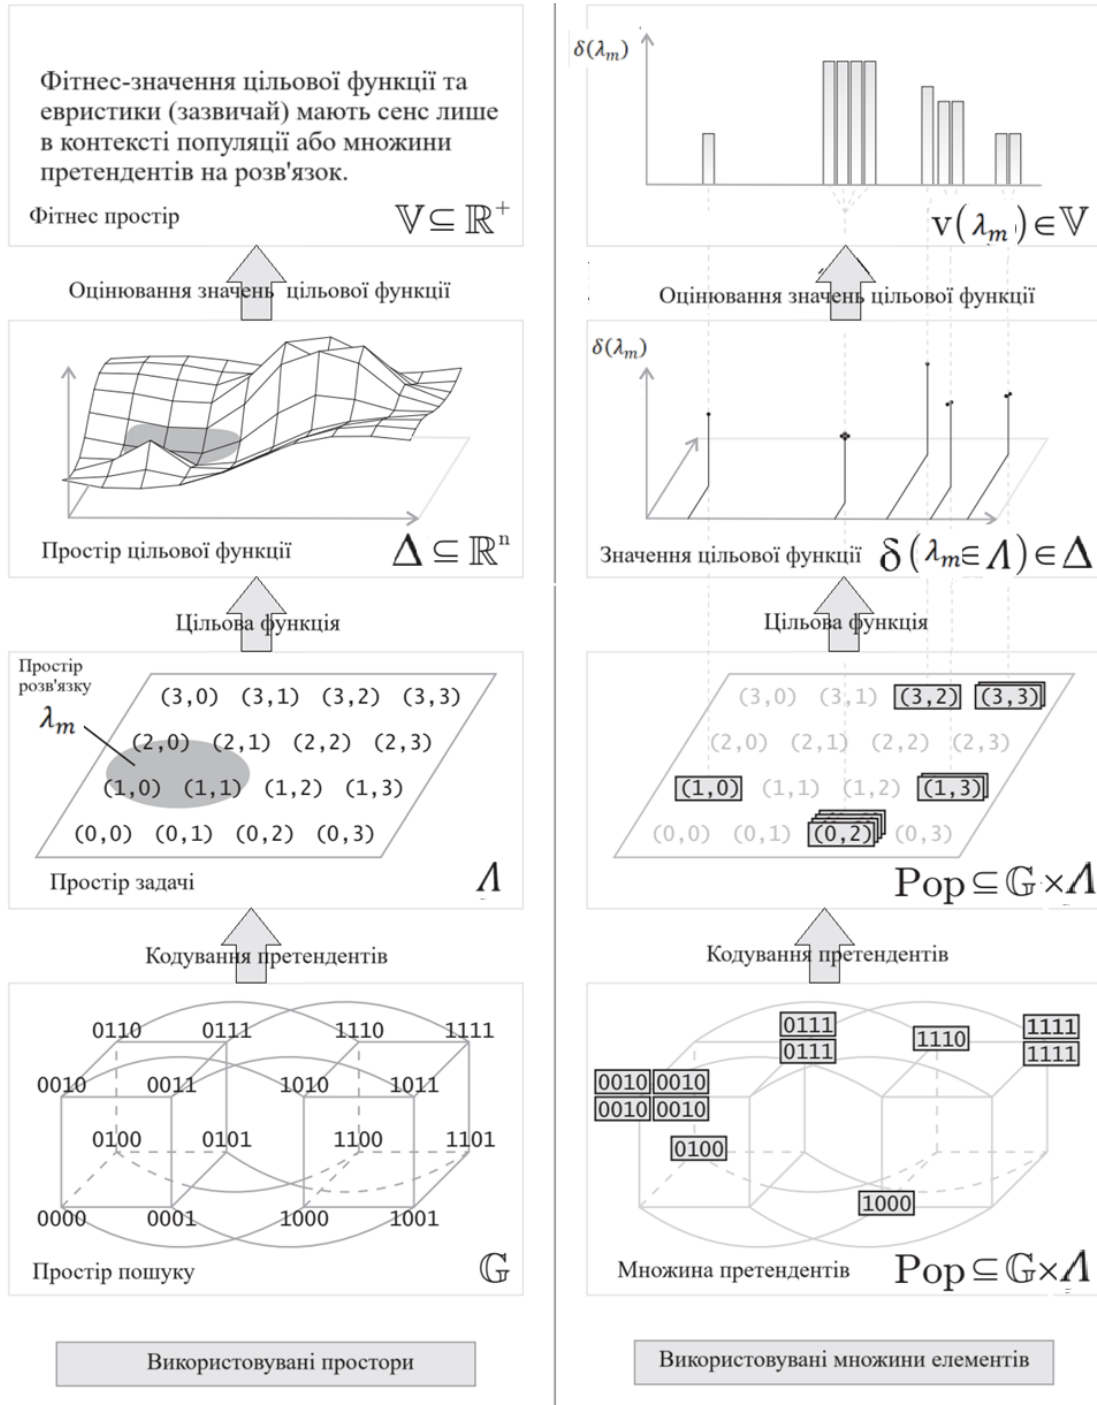 Фітнес-значення цільової функції та
евристики (зазвичай) мають сенс лише
в контексті популяції або множини
претендентів на розв'язок.
Фітнес простір
𝕍⊆ℝ⁺
Оцінювання значень цільової функції
Простір цільової функції
Δ⊆ℝⁿ
Цільова функція
Простір
розв'язку
λₘ
(3,0) (3,1) (3,2) (3,3)
(2,0) (2,1) (2,2) (2,3)
(1,0) (1,1) (1,2) (1,3)
(0,0) (0,1) (0,2) (0,3)
Простір задачі
Λ
Кодування претендентів
0110 0111 1110 1111
0010 0011 1010 1011
0100 0101 1100 1101
0000 0001 1000 1001
Простір пошуку
𝔾
Використовувані простори
δ(λₘ)
v(λₘ)∈𝕍
Оцінювання значень цільової функції
δ(λₘ)
Значення цільової функції
δ(λₘ∈Λ)∈Δ
Цільова функція
(3,0) (3,1) (3,2) (3,3)
(2,0) (2,1) (2,2) (2,3)
(1,0) (1,1) (1,2) (1,3)
(0,0) (0,1) (0,2) (0,3)
Pop⊆𝔾×Λ
Кодування претендентів
0111 1111
0111 1110 1111
0010 0010
0010 0010
0100
1000
Множина претендентів
Pop⊆𝔾×Λ
Використовувані множини елементів